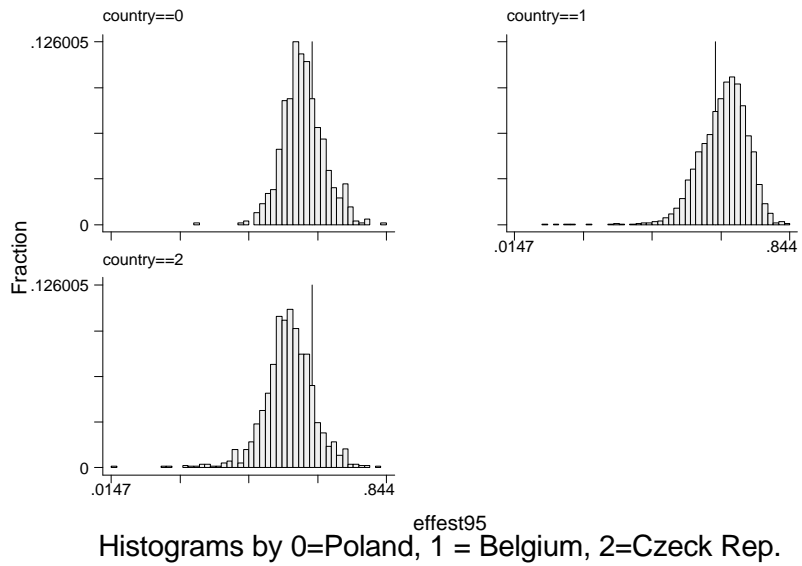 country==0
country==1
.126005
0
.0147
.844
country==2
Fraction
.126005
0
.0147
.844
effest95
Histograms by 0=Poland, 1 = Belgium, 2=Czeck Rep.